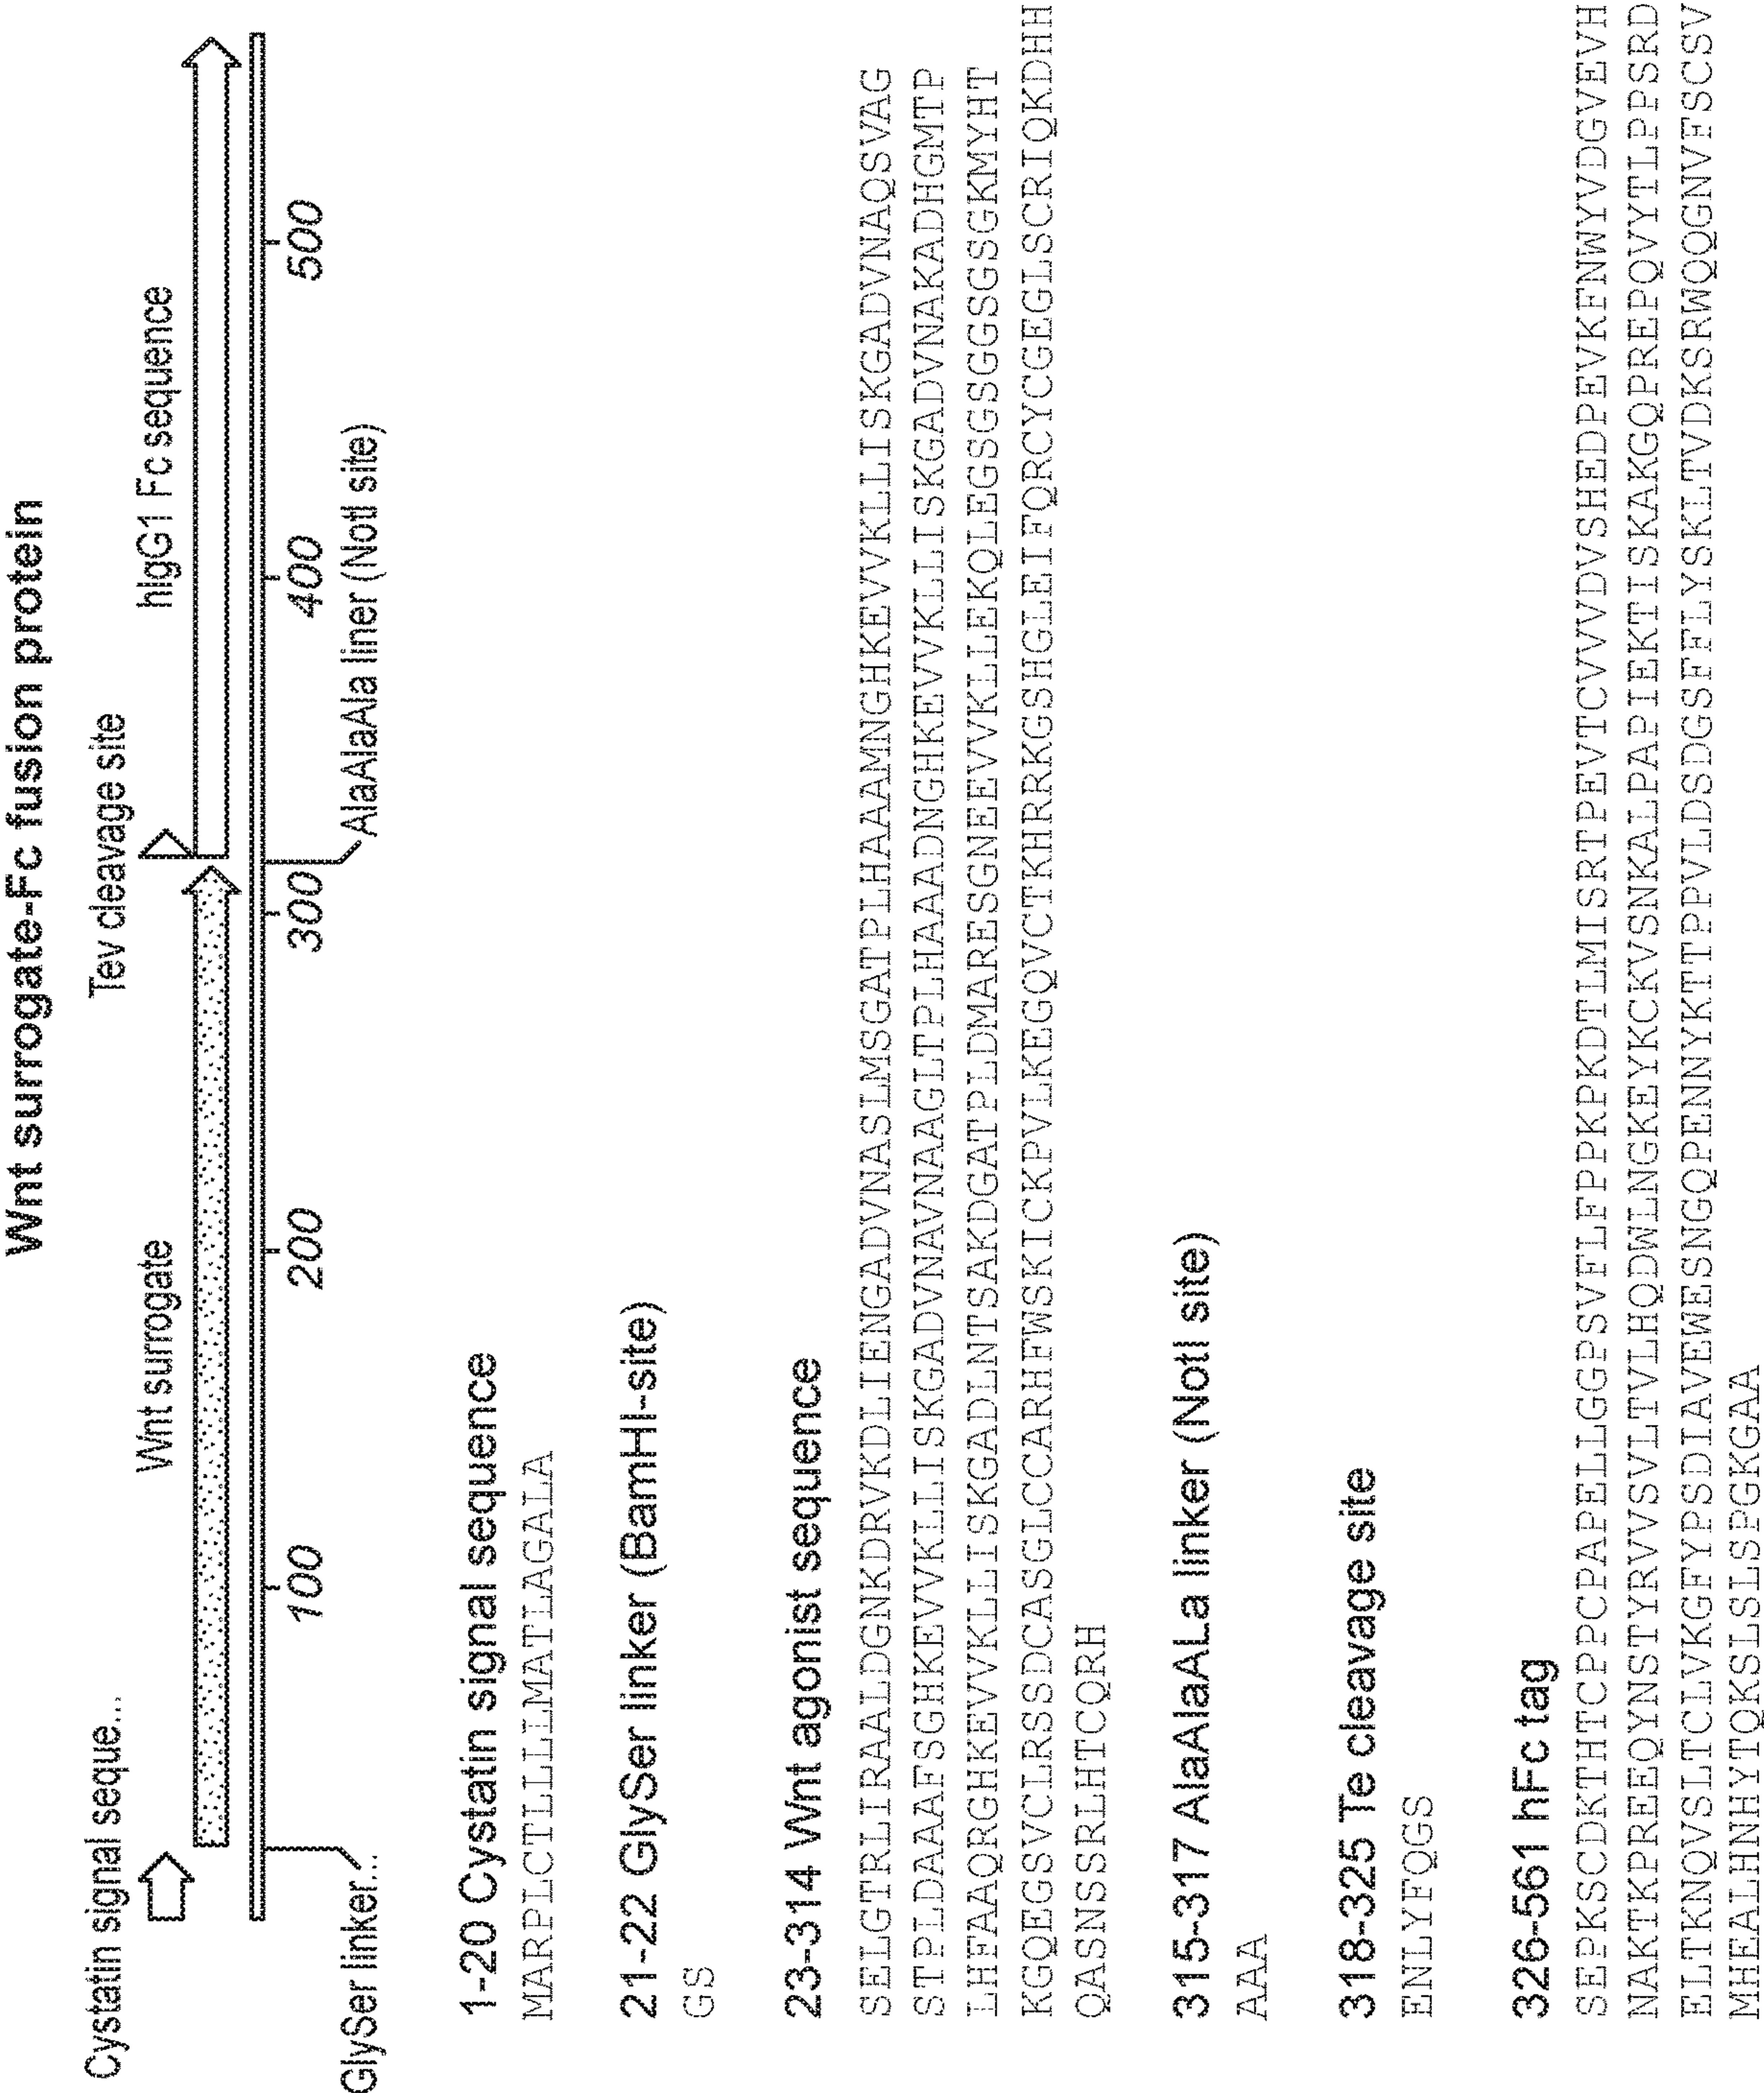 Wnt surrogate-Fc fusion protein
Tev cleavage site
Cystatin signal seque...
Wnt surrogate
hIgG1 Fc sequence
100
200
300
400
500
GlySer linker...
AlaAlaAla liner (NotI site)
1-20 Cystatin signal sequence
MARPLCTLLLLMATLAGALA
21-22 GlySer linker (BamHI-site)
GS
23-314 Wnt agonist sequence
SELGTRLIRAALDGNKDRVKDLIENGADVNASLMSGATPLHAAAMNGHKEVVKLLISKGADVNAQSVAG
STPLDAAAFSGHKEVVKLLISKGADVNAVNAAGLTPLHAAADNGHKEVVKLLISKGADVNAKADHGMTP
LHFAAQRGHKEVVKLLISKGADLNTSAKDGATPLDMARESGNEEVVKLLEKQLEGSGSGGSGSGKMYHT
KGQEGSVCLRSSDCASGLCCARHFWSKICKPVLKEGQVCTKHRRKGSHGLEIFQRCYCGEGLSCRIQKDHH
QASNSSRLHTCQRH
315-317 AlaAlaALa linker (NotI site)
AAA
318-325 Te cleavage site
ENLYFQGS
326-561 hFc tag
SEPKSCDKTHTCPPCPAPELLGGPSVFLFPPKPKDTLMISRTPEVTCVVVDVSHEDPEVKFNWYVDGVEVH
NAKTKPREEQYNSTYRVVSVLTVLHQDWLNGKEYKCKVSNKALPAPIEKTISKAKGQPREPQVYTLPPSRD
ELTKNQVSLTCLVKGFYPSDIAVEWESNGQPENNYKTTPPVLDSDGSFFLYSKLTVDKSRWQQGNVFSCSV
MHEALHNHYTQKSLSLSPGKGAA